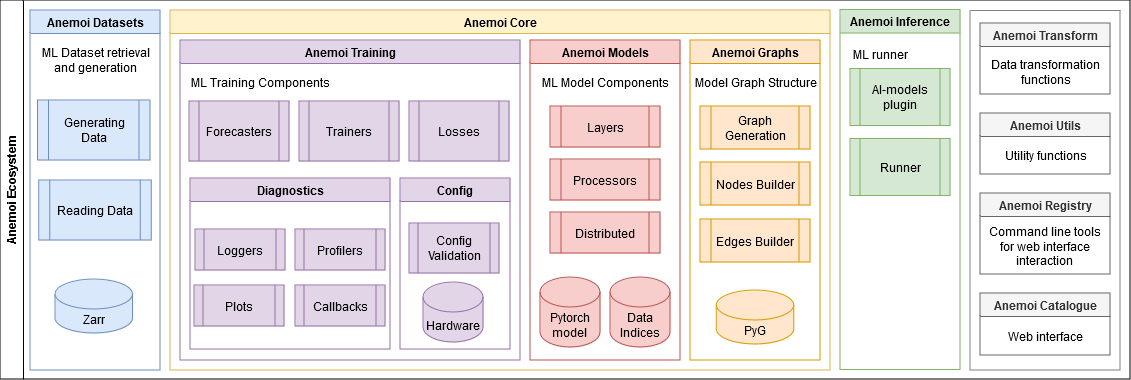 Anemoi Ecosystem
Anemoi Datasets
ML Dataset retrieval
and generation
Generating
Data
Reading Data
Zarr
Anemoi Core
Anemoi Training
ML Training Components
Forecasters
Trainers
Losses
Diagnostics
Loggers
Profilers
Plots
Callbacks
Config
Config
Validation
Hardware
Anemoi Models
ML Model Components
Layers
Processors
Distributed
Pytorch
model
Data
Indices
Anemoi Graphs
Model Graph Structure
Graph
Generation
Nodes Builder
Edges Builder
PyG
Anemoi Inference
ML runner
AI-models
plugin
Runner
Anemoi Transform
Data transformation
functions
Anemoi Utils
Utility functions
Anemoi Registry
Command line tools
for web interface
interaction
Anemoi Catalogue
Web interface